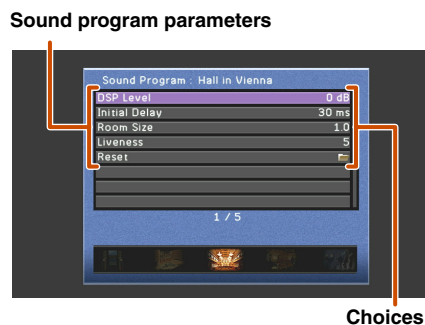 Sound program parameters
Sound Program : Hall in Vienna
DSP Level 0 dB
Initial Delay 30 ms
Room Size 1.0
Liveness 5
Reset
1 / 5
Choices